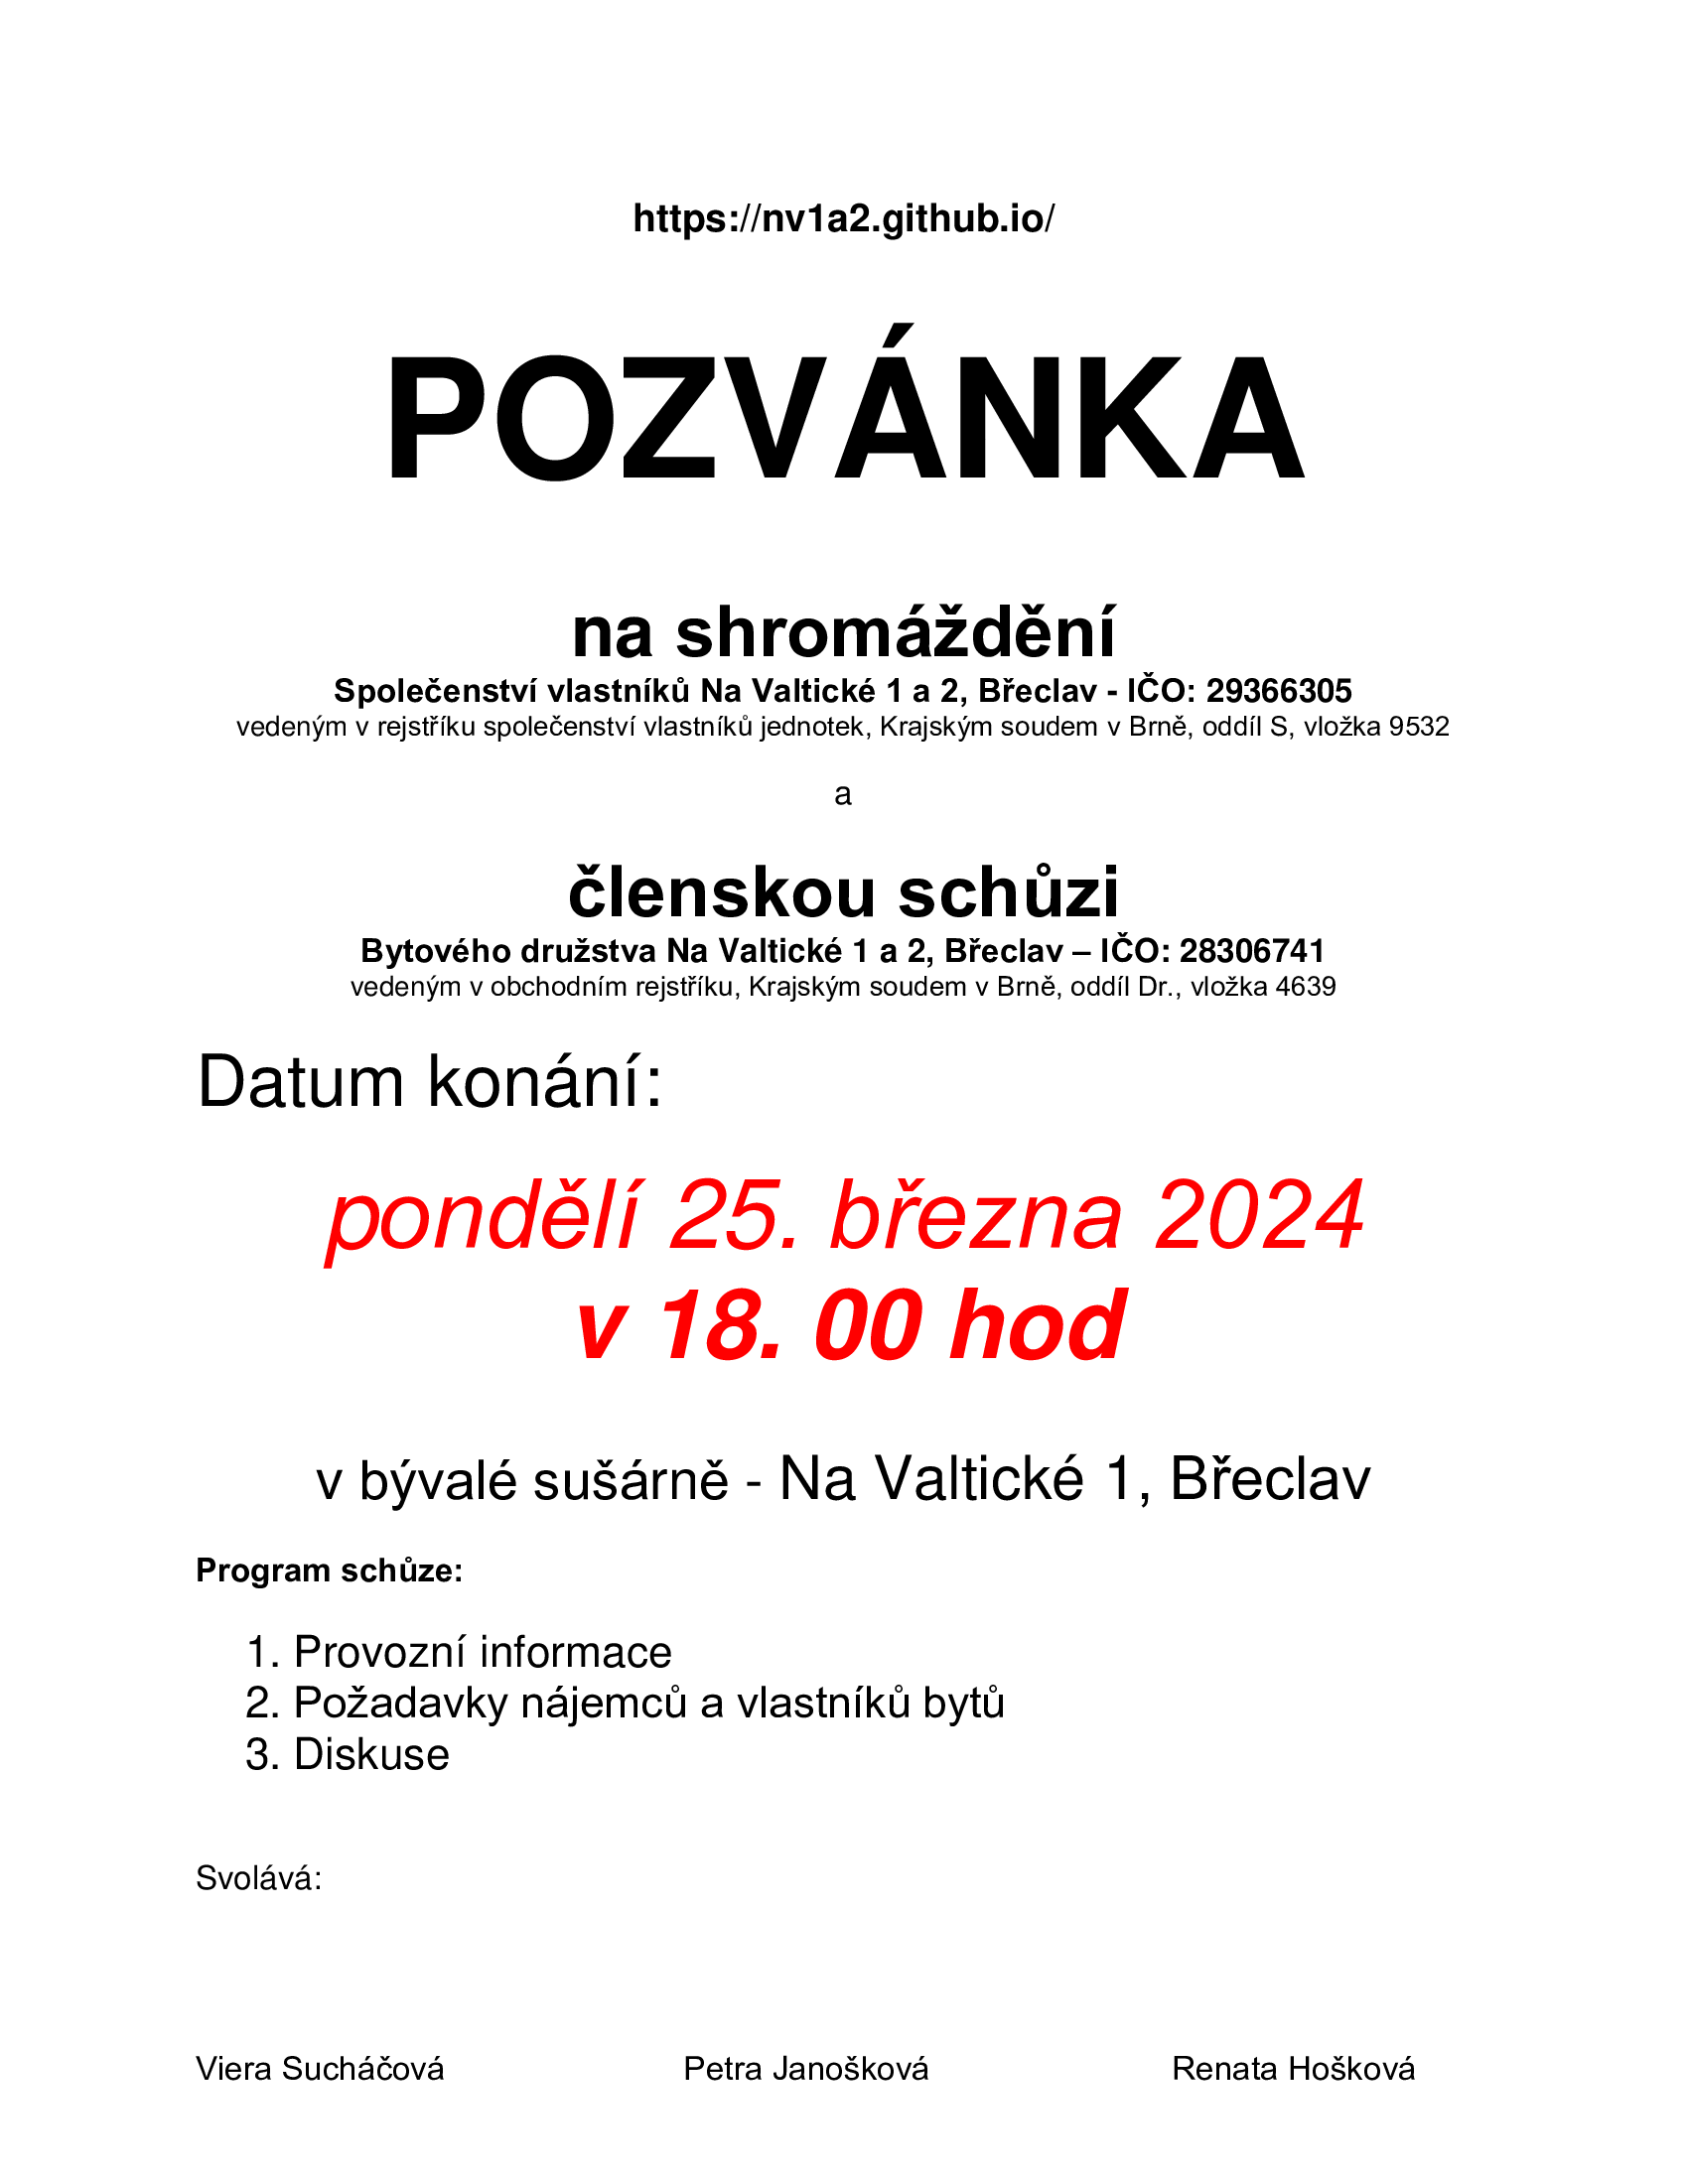 https://nv1a2.github.io/
POZVÁNKA
na shromáždění
Společenství vlastníků Na Valtické 1 a 2, Břeclav - IČO: 29366305
vedeným v rejstříku společenství vlastníků jednotek, Krajským soudem v Brně, oddíl S, vložka 9532
a
členskou schůzi
Bytového družstva Na Valtické 1 a 2, Břeclav – IČO: 28306741
vedeným v obchodním rejstříku, Krajským soudem v Brně, oddíl Dr., vložka 4639
Datum konání:
pondělí 25. března 2024
v 18. 00 hod
v bývalé sušárně - Na Valtické 1, Břeclav
Program schůze:
1. Provozní informace
2. Požadavky nájemců a vlastníků bytů
3. Diskuse
Svolává:
Viera Sucháčová Petra Janošková Renata Hošková